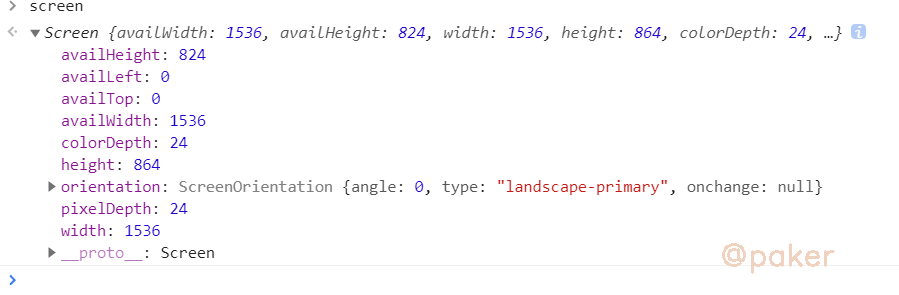 screen
Screen {availWidth: 1536, availHeight: 824, width: 1536, height: 864, colorDepth: 24, …} i
availHeight: 824
availLeft: 0
availTop: 0
availWidth: 1536
colorDepth: 24
height: 864
orientation: ScreenOrientation {angle: 0, type: "landscape-primary", onchange: null}
pixelDepth: 24
width: 1536
__proto__: Screen
@paker